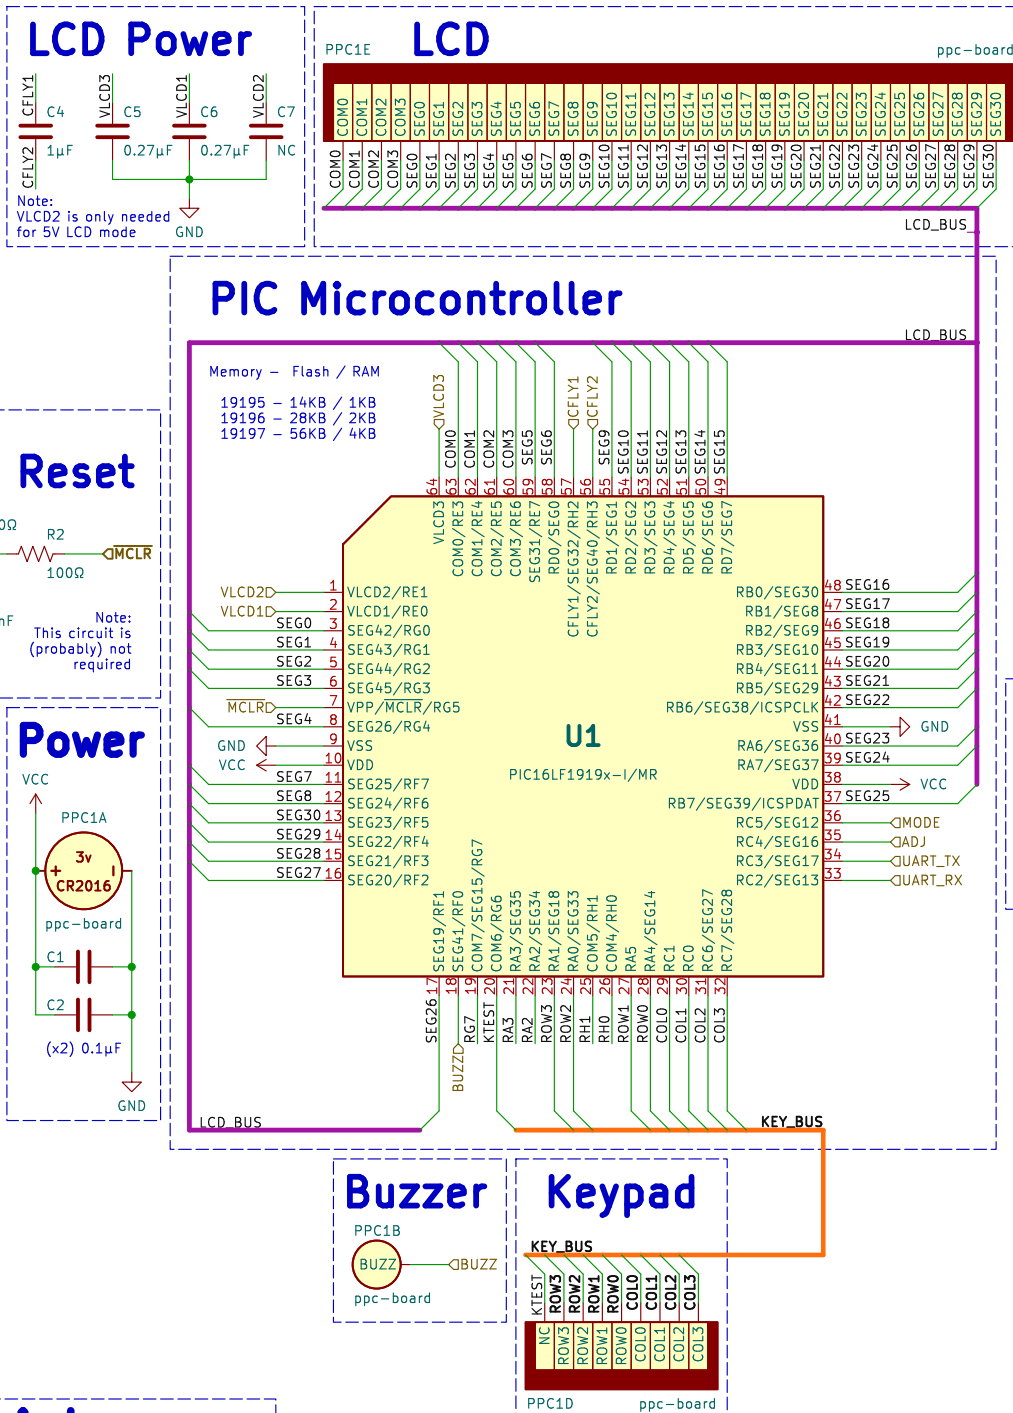 LCD Power
CFLY1
VLCD3
VLCD1
VLCD2
C4
C5
C6
C7
1µF
0.27µF
0.27µF
NC
CFLY2
Note:
VLCD2 is only needed
for 5V LCD mode
GND
LCD
PPC1E
ppc-board
COM0
COM1
COM2
COM3
SEG0
SEG1
SEG2
SEG3
SEG4
SEG5
SEG6
SEG7
SEG8
SEG9
SEG10
SEG11
SEG12
SEG13
SEG14
SEG15
SEG16
SEG17
SEG18
SEG19
SEG20
SEG21
SEG22
SEG23
SEG24
SEG25
SEG26
SEG27
SEG28
SEG29
SEG30
COM0
COM1
COM2
COM3
SEG0
SEG1
SEG2
SEG3
SEG4
SEG5
SEG6
SEG7
SEG8
SEG9
SEG10
SEG11
SEG12
SEG13
SEG14
SEG15
SEG16
SEG17
SEG18
SEG19
SEG20
SEG21
SEG22
SEG23
SEG24
SEG25
SEG26
SEG27
SEG28
SEG29
SEG30
LCD_BUS
PIC Microcontroller
LCD_BUS
Memory - Flash / RAM
19195 - 14KB / 1KB
19196 - 28KB / 2KB
19197 - 56KB / 4KB
VLCD3
COM0
COM1
COM2
COM3
SEG5
SEG6
CFLY1
CFLY2
SEG9
SEG10
SEG11
SEG12
SEG13
SEG14
SEG15
64
63
62
61
60
59
58
57
56
55
54
53
52
51
50
49
VLCD3
COM0/RE3
COM1/RE4
COM2/RE5
COM3/RE6
SEG31/RE7
RD0/SEG0
CFLY1/SEG32/RH2
CFLY2/SEG40/RH3
RD1/SEG1
RD2/SEG2
RD3/SEG3
RD4/SEG4
RD5/SEG5
RD6/SEG6
RD7/SEG7
VLCD2 1 VLCD2/RE1
VLCD1 2 VLCD1/RE0
SEG0 3 SEG42/RG0
SEG1 4 SEG43/RG1
SEG2 5 SEG44/RG2
SEG3 6 SEG45/RG3
MCLR 7 VPP/MCLR/RG5
SEG4 8 SEG26/RG4
GND 9 VSS
VCC 10 VDD
SEG7 11 SEG25/RF7
SEG8 12 SEG24/RF6
SEG30 13 SEG23/RF5
SEG29 14 SEG22/RF4
SEG28 15 SEG21/RF3
SEG27 16 SEG20/RF2
U1
PIC16LF1919x-I/MR
RB0/SEG30 48 SEG16
RB1/SEG8 47 SEG17
RB2/SEG9 46 SEG18
RB3/SEG10 45 SEG19
RB4/SEG11 44 SEG20
RB5/SEG29 43 SEG21
RB6/SEG38/ICSPCLK 42 SEG22
VSS 41 GND
RA6/SEG36 40 SEG23
RA7/SEG37 39 SEG24
VDD 38 VCC
RB7/SEG39/ICSPDAT 37 SEG25
RC5/SEG12 36 MODE
RC4/SEG16 35 ADJ
RC3/SEG17 34 UART_TX
RC2/SEG13 33 UART_RX
SEG19/RF1
SEG41/RF0
COM7/SEG15/RG7
COM6/RG6
RA3/SEG35
RA2/SEG34
RA1/SEG18
RA0/SEG33
COM5/RH1
COM4/RH0
RA5
RA4/SEG14
RC1
RC0
RC6/SEG27
RC7/SEG28
17
18
19
20
21
22
23
24
25
26
27
28
29
30
31
32
SEG26
BUZZ
RG7
KTEST
RA3
RA2
ROW3
ROW2
RH1
RH0
ROW1
ROW0
COL0
COL1
COL2
COL3
LCD_BUS
KEY_BUS
Reset
0Ω
R2
MCLR
100Ω
nF
Note:
This circuit is
(probably) not
required
Power
VCC
PPC1A
3v
+ -
CR2016
ppc-board
C1
C2
(x2) 0.1µF
GND
Buzzer
PPC1B
BUZZ
BUZZ
ppc-board
Keypad
KEY_BUS
KTEST
ROW3
ROW2
ROW1
ROW0
COL0
COL1
COL2
COL3
NC
ROW3
ROW2
ROW1
ROW0
COL0
COL1
COL2
COL3
PPC1D
ppc-board